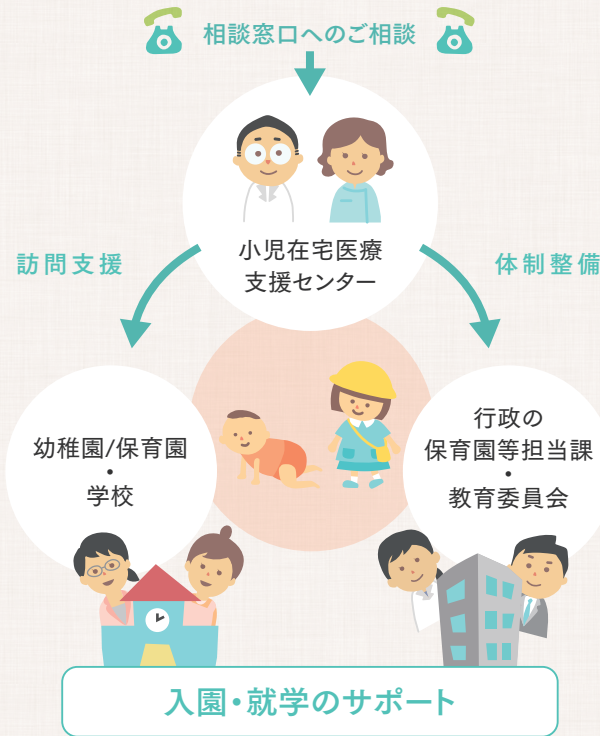 相談窓口へのご相談
小児在宅医療
支援センター
訪問支援
体制整備
幼稚園/保育園
・
学校
行政の
保育園等担当課
・
教育委員会
入園・就学のサポート